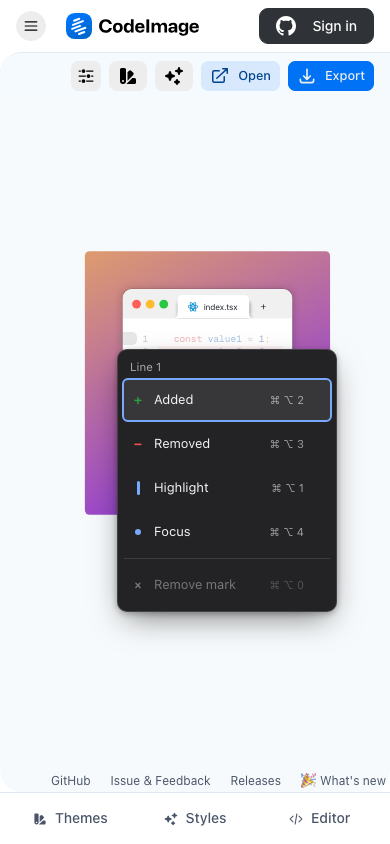 CodeImage
Sign in
Open
Export
index.tsx
+
1 const value1 = 1;
Line 1
+ Added ⌘ ⌥ 2
− Removed ⌘ ⌥ 3
Highlight ⌘ ⌥ 1
Focus ⌘ ⌥ 4
× Remove mark ⌘ ⌥ 0
GitHub Issue & Feedback Releases 🎉 What's new
Themes Styles </> Editor